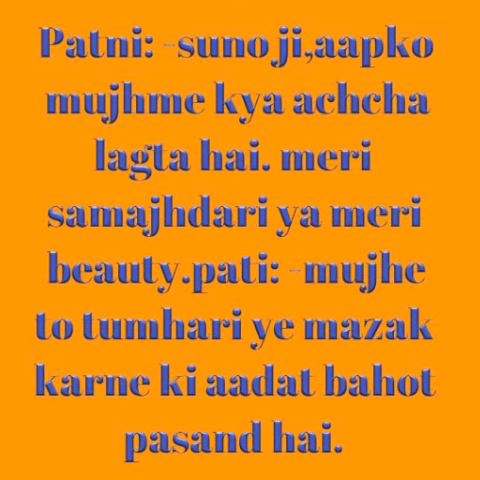 Patni: -suno ji,aapko
mujhme kya achcha
lagta hai. meri
samajhdari ya meri
beauty.pati: -mujhe
to tumhari ye mazak
karne ki aadat bahot
pasand hai.